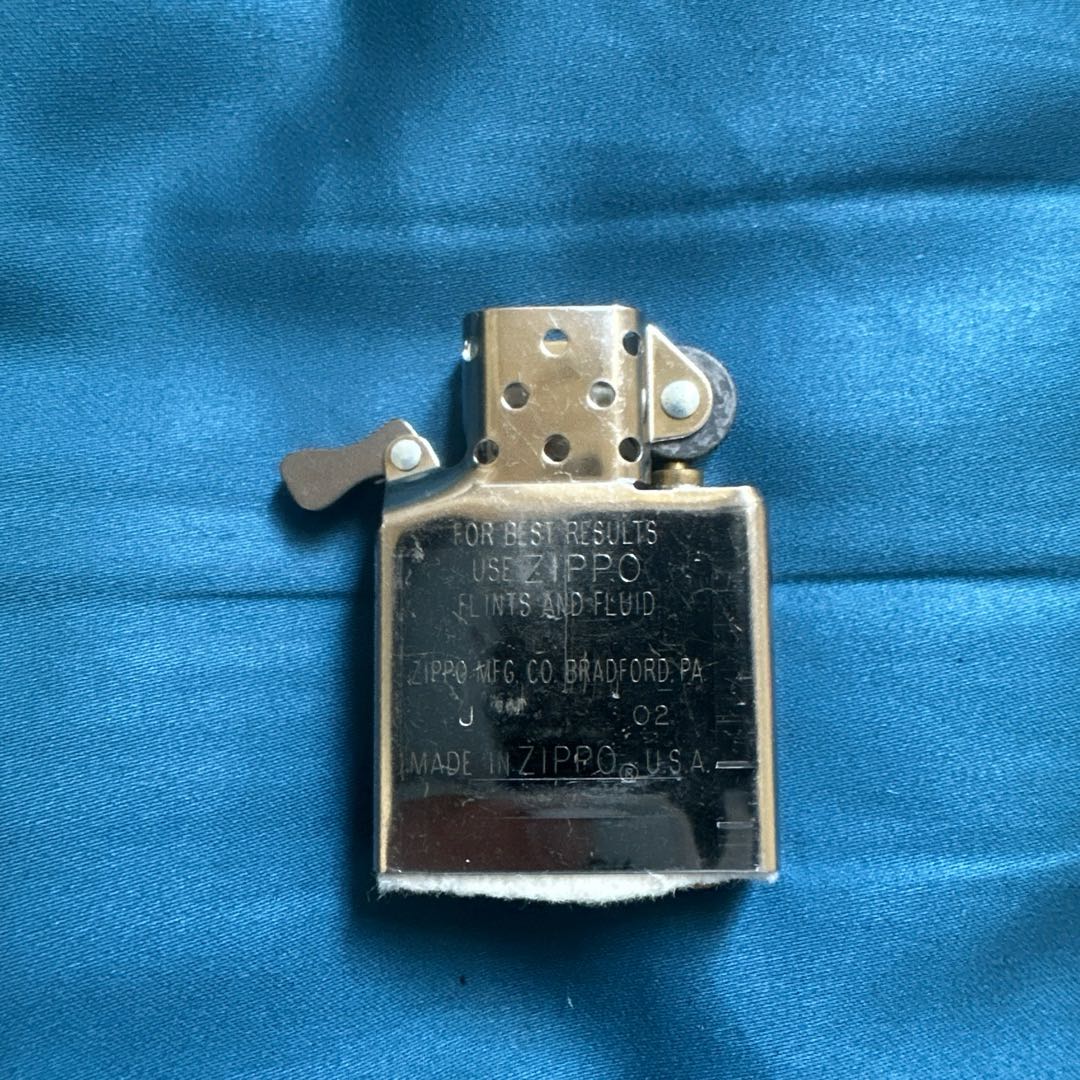 FOR BEST RESULTS
USE ZIPPO
FLINTS AND FLUID
ZIPPO MFG. CO. BRADFORD, PA.
J 02
MADE IN ZIPPO® U.S.A.